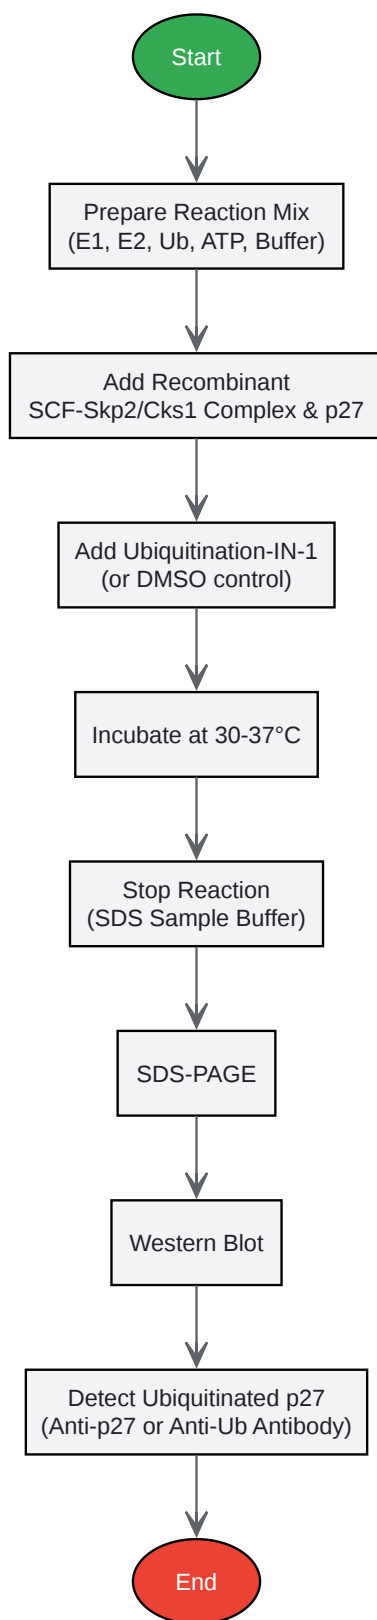 Start
Prepare Reaction Mix
(E1, E2, Ub, ATP, Buffer)
Add Recombinant
SCF-Skp2/Cks1 Complex & p27
Add Ubiquitination-IN-1
(or DMSO control)
Incubate at 30-37°C
Stop Reaction
(SDS Sample Buffer)
SDS-PAGE
Western Blot
Detect Ubiquitinated p27
(Anti-p27 or Anti-Ub Antibody)
End